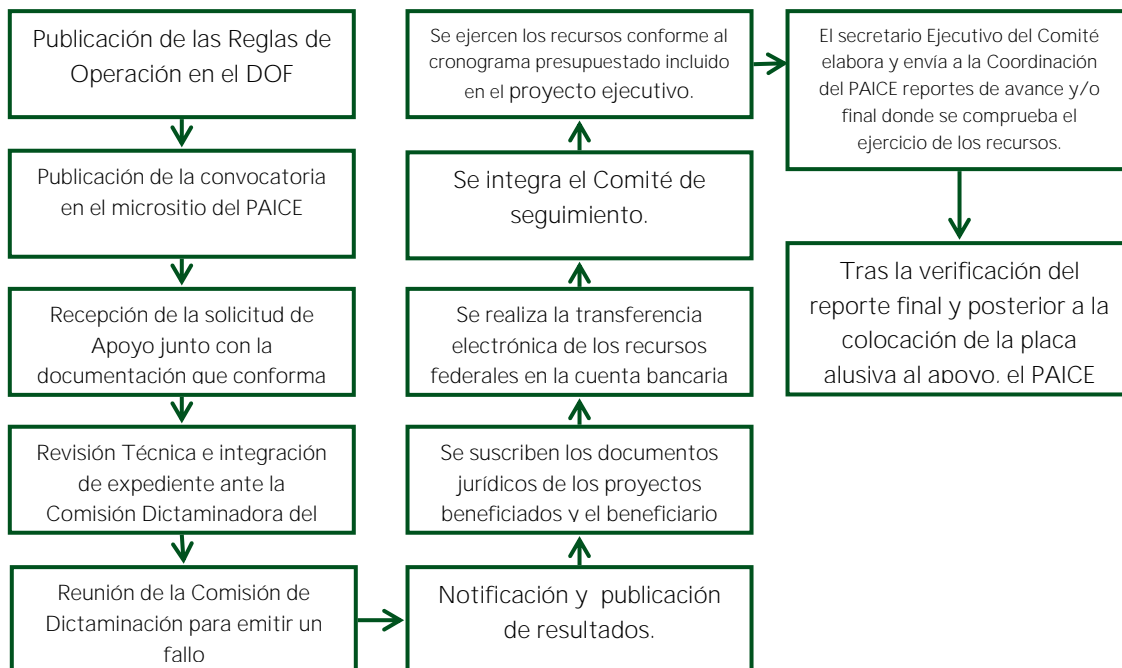 Publicación de las Reglas de
Operación en el DOF
Publicación de la convocatoria
en el micrositio del PAICE
Recepción de la solicitud de
Apoyo junto con la
documentación que conforma
Revisión Técnica e integración
de expediente ante la
Comisión Dictaminadora del
Reunión de la Comisión de
Dictaminación para emitir un
fallo
Notificación y publicación
de resultados.
Se suscriben los documentos
jurídicos de los proyectos
beneficiados y el beneficiario
Se realiza la transferencia
electrónica de los recursos
federales en la cuenta bancaria
Se integra el Comité de
seguimiento.
Se ejercen los recursos conforme al
cronograma presupuestado incluido
en el proyecto ejecutivo.
El secretario Ejecutivo del Comité
elabora y envía a la Coordinación
del PAICE reportes de avance y/o
final donde se comprueba el
ejercicio de los recursos.
Tras la verificación del
reporte final y posterior a la
colocación de la placa
alusiva al apoyo, el PAICE